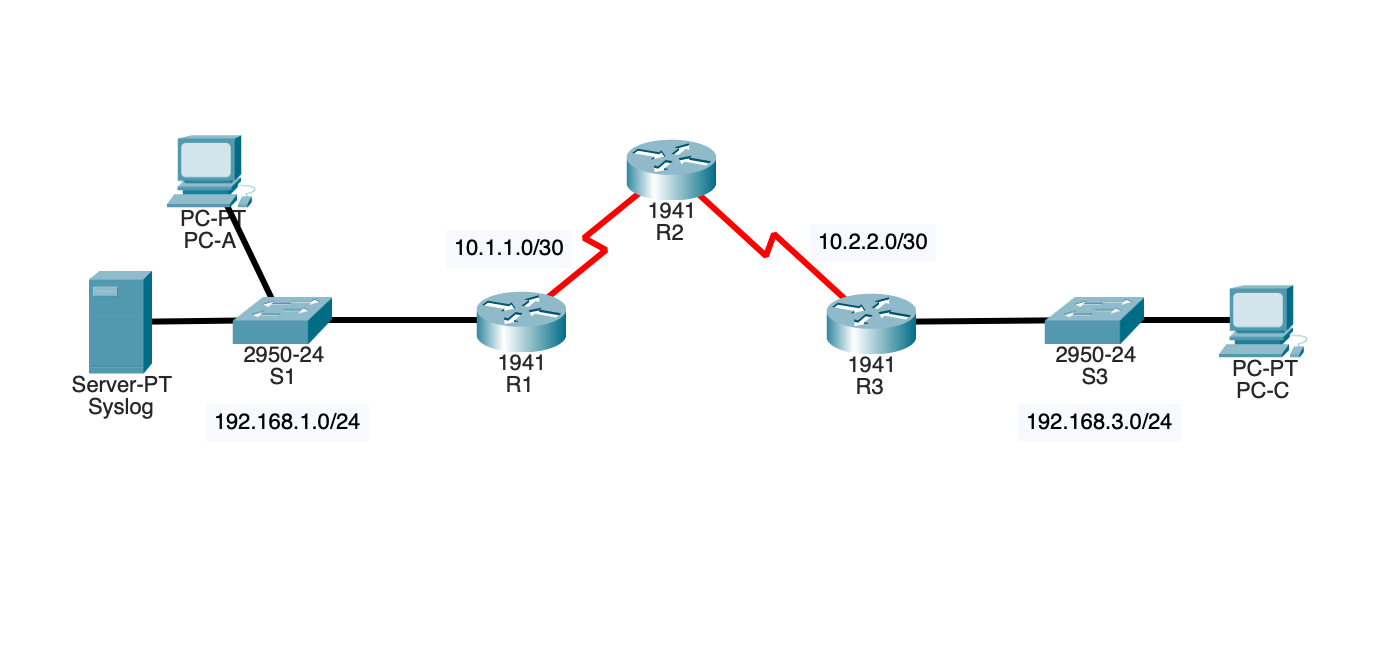 PC-PT
PC-A
Server-PT
Syslog
2950-24
S1
192.168.1.0/24
10.1.1.0/30
1941
R1
1941
R2
10.2.2.0/30
1941
R3
2950-24
S3
192.168.3.0/24
PC-PT
PC-C